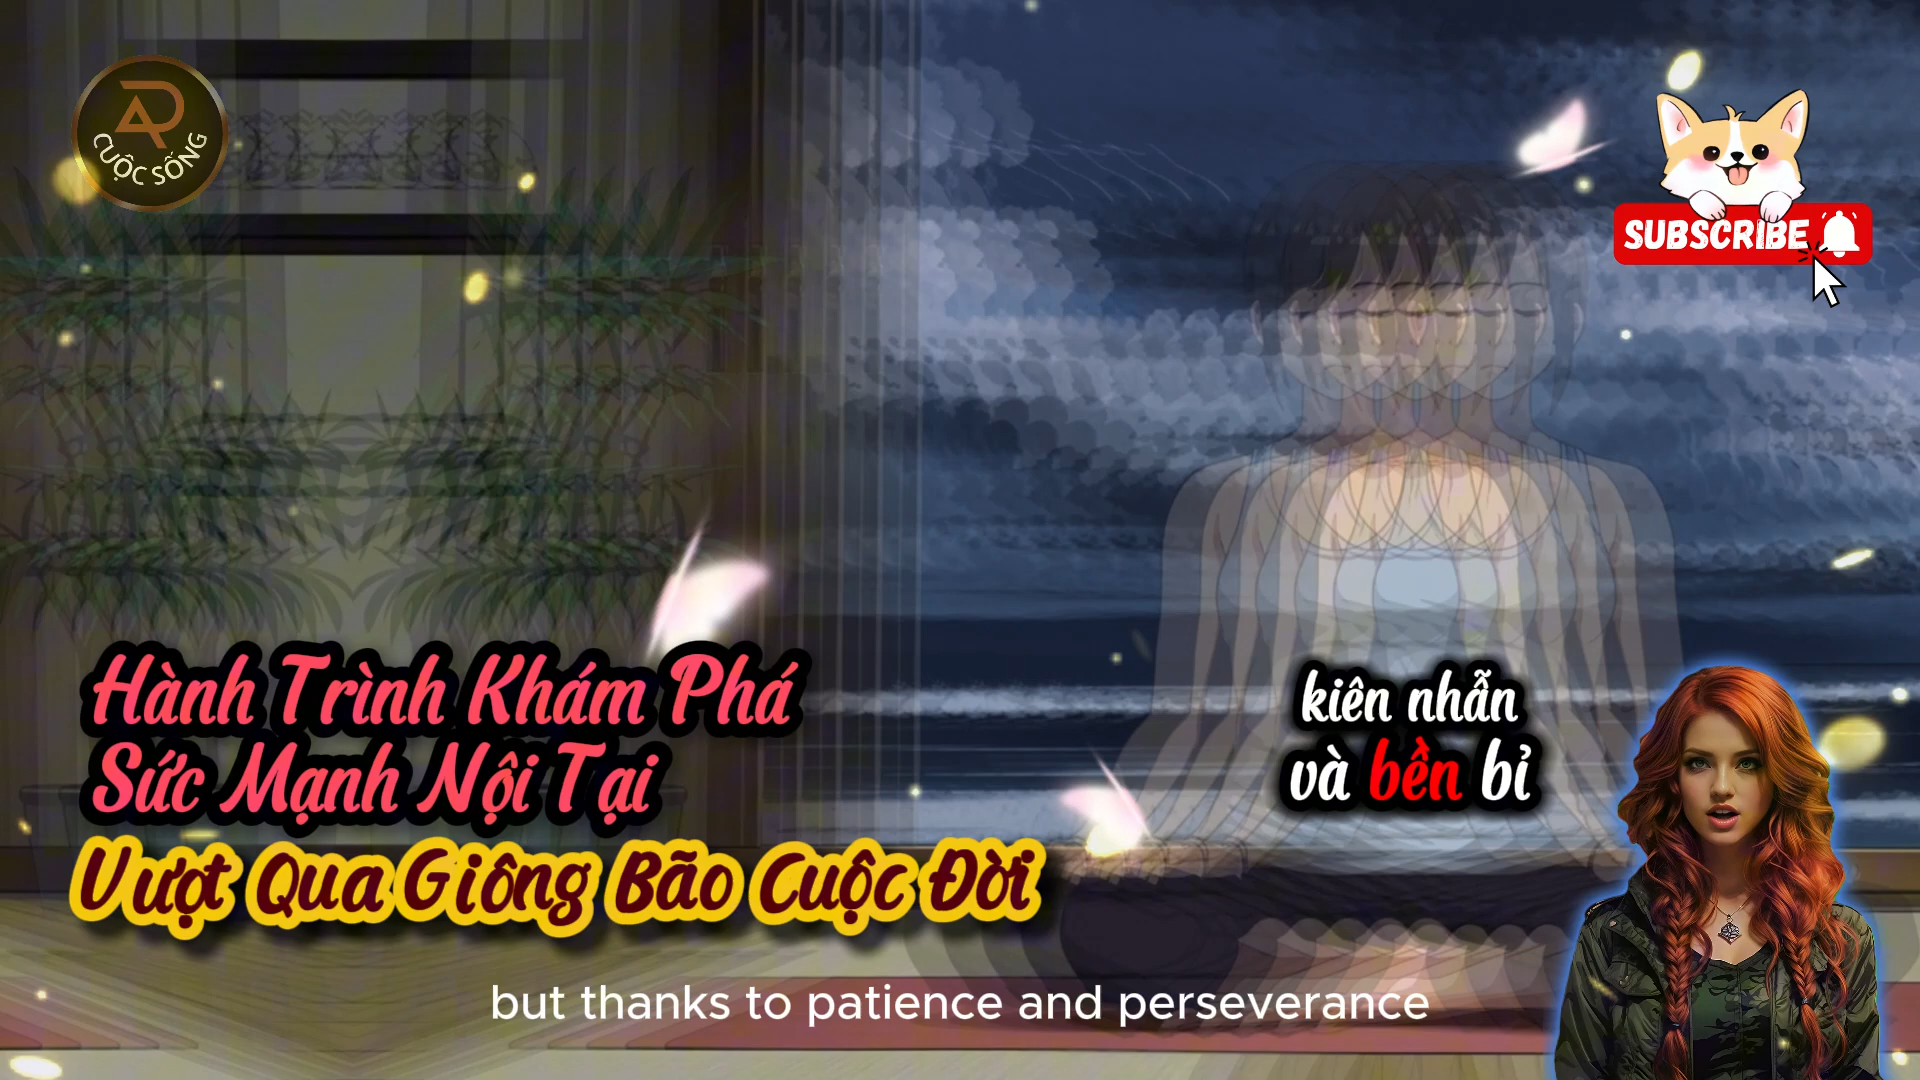 CUỘC SỐNG
SUBSCRIBE
Hành Trình Khám Phá
Sức Mạnh Nội Tại
Vượt Qua Giông Bão Cuộc Đời
kiên nhẫn
và bền bỉ
but thanks to patience and perseverance